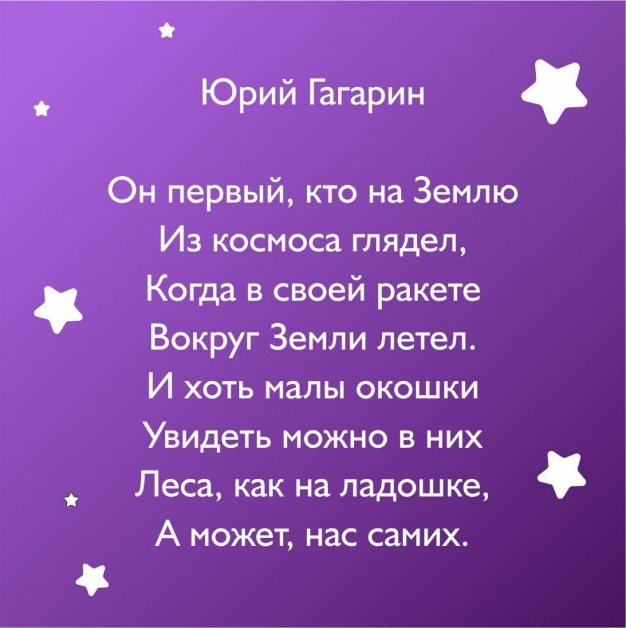 Юрий Гагарин
Он первый, кто на Землю
Из космоса глядел,
Когда в своей ракете
Вокруг Земли летел.
И хоть малы окошки
Увидеть можно в них
Леса, как на ладошке,
А может, нас самих.